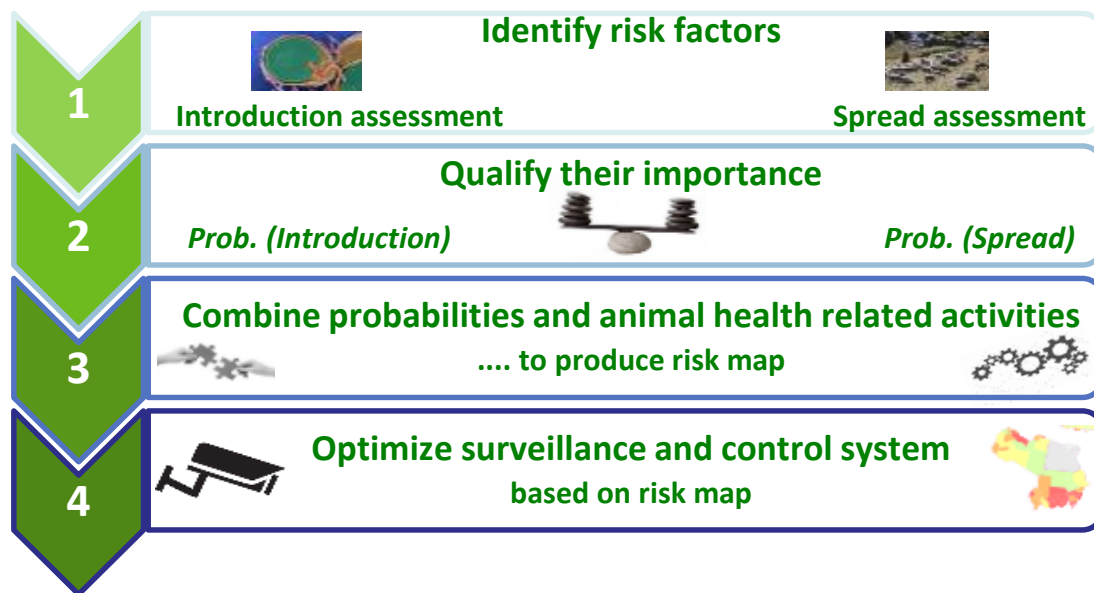 Identify risk factors
1
Introduction assessment
Spread assessment
Qualify their importance
2
Prob. (Introduction)
Prob. (Spread)
Combine probabilities and animal health related activities
3
.... to produce risk map
Optimize surveillance and control system
4
based on risk map